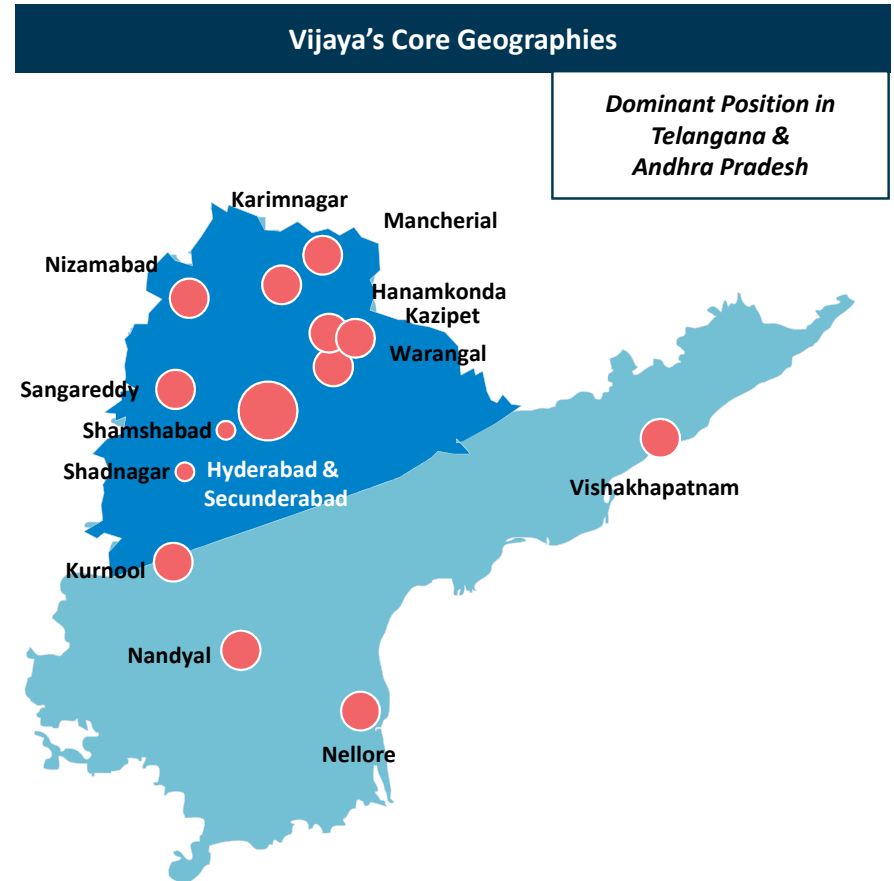 Vijaya's Core Geographies
Dominant Position in
Telangana &
Andhra Pradesh
Karimnagar
Mancherial
Nizamabad
Hanamkonda
Kazipet
Warangal
Sangareddy
Shamshabad
Shadnagar
Hyderabad &
Secunderabad
Vishakhapatnam
Kurnool
Nandyal
Nellore